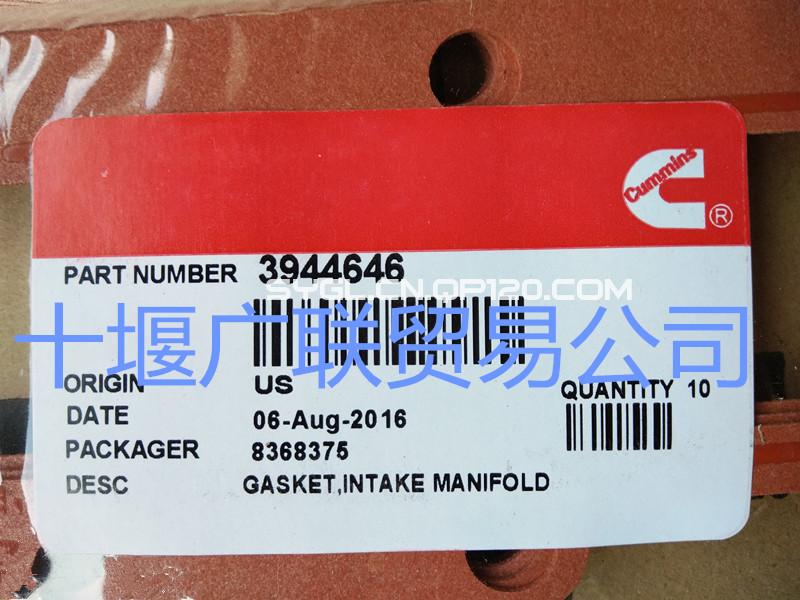 Cummins
®
PART NUMBER 3944646
SYGL.CN.QP120.COM
十堰广联贸易公司
ORIGIN US
QUANTITY 10
DATE 06-Aug-2016
PACKAGER 8368375
DESC GASKET,INTAKE MANIFOLD